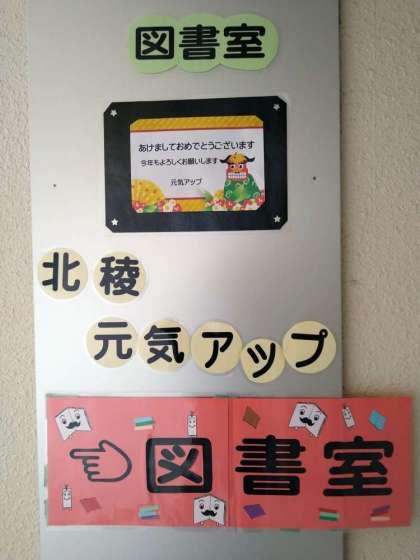 図書室
あけましておめでとうございます
今年もよろしくお願いします
元気アップ
北稜
元気アップ
図書室